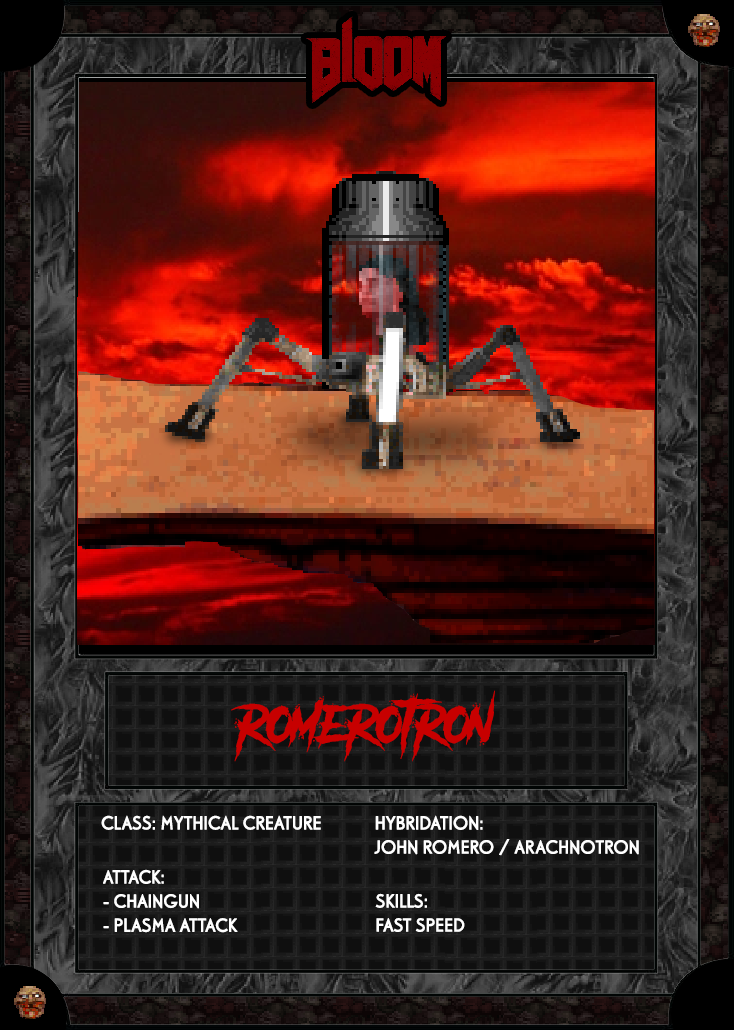 BLOOM
ROMEROTRON
CLASS: MYTHICAL CREATURE
HYBRIDATION:
JOHN ROMERO / ARACHNOTRON
ATTACK:
- CHAINGUN
- PLASMA ATTACK
SKILLS:
FAST SPEED